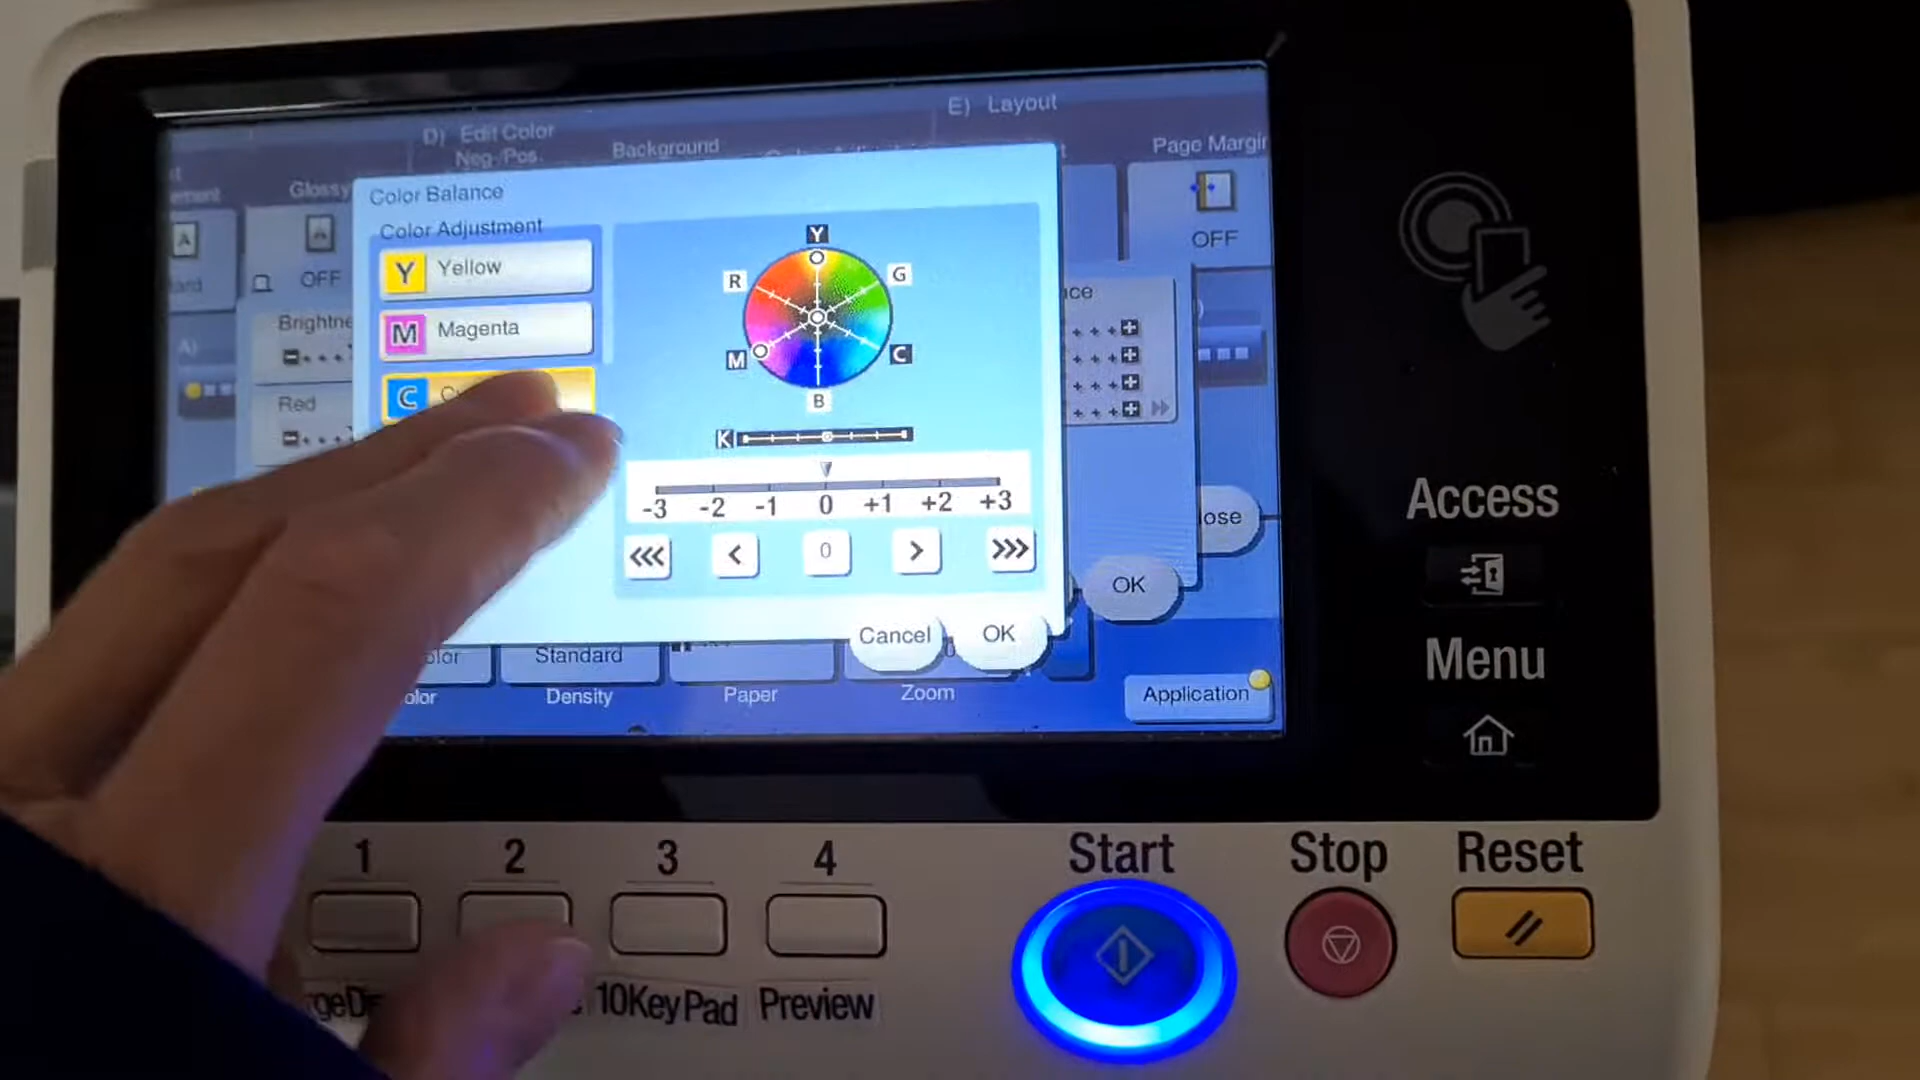 E) Layout
D) Edit Color
Neg-/Pos.
Background
Page Margin
Glossy
Color Balance
Color Adjustment
Y Yellow
M Magenta
C
Y
R
G
M
C
B
K
-3 -2 -1 0 +1 +2 +3
<<< < 0 > >>>
Cancel OK
OFF
OFF
Brightne
Red
A)
A
OK
Standard
Density
Paper
Zoom
Application
Access
Menu
1 2 3 4
Start
Stop
Reset
10KeyPad
Preview